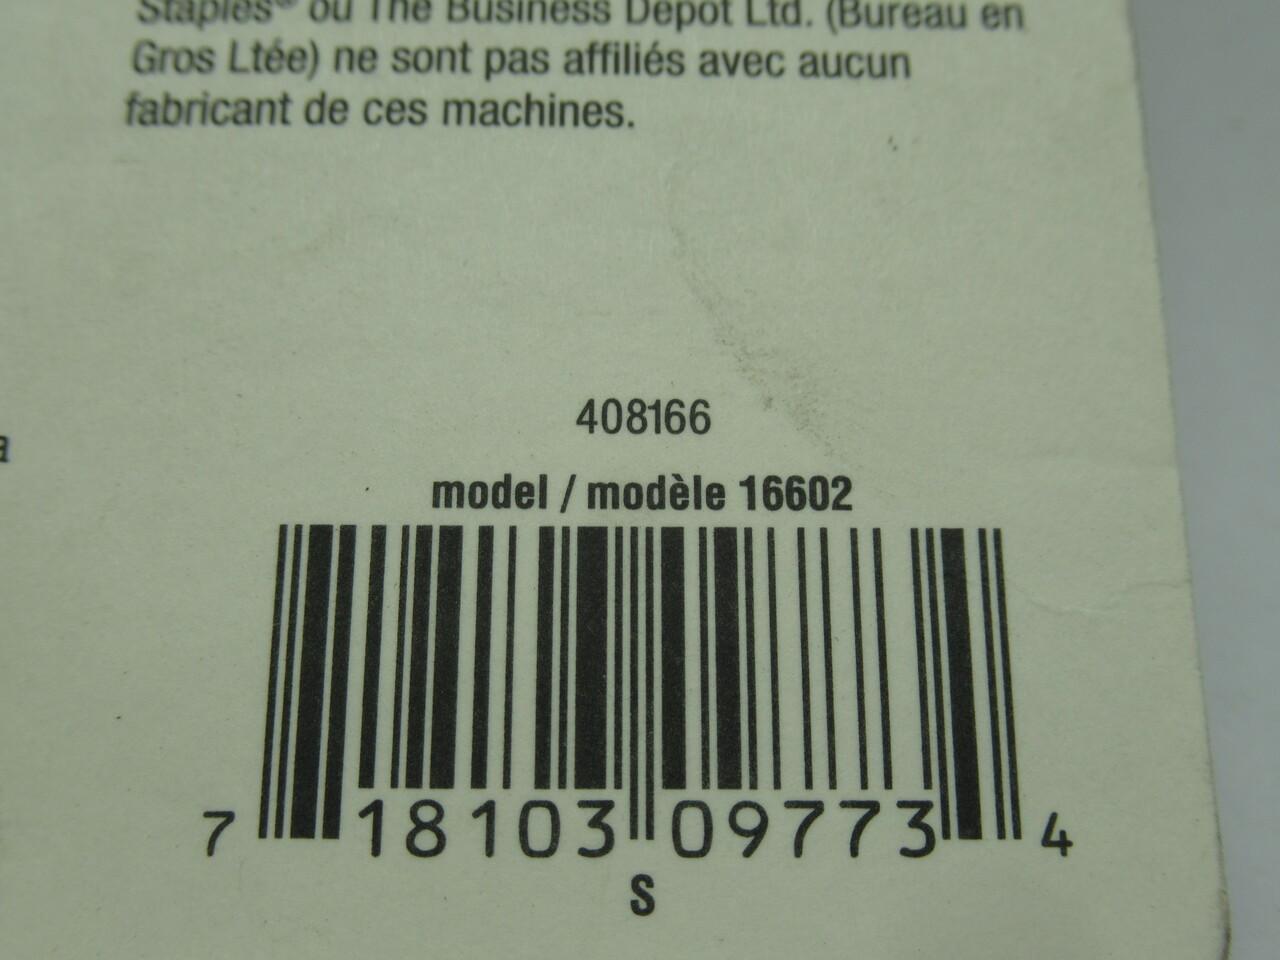 Staples® ou The Business Depot Ltd. (Bureau en
Gros Ltée) ne sont pas affiliés avec aucun
fabricant de ces machines.
a
408166
model / modèle 16602
7 18103 09773 4
S